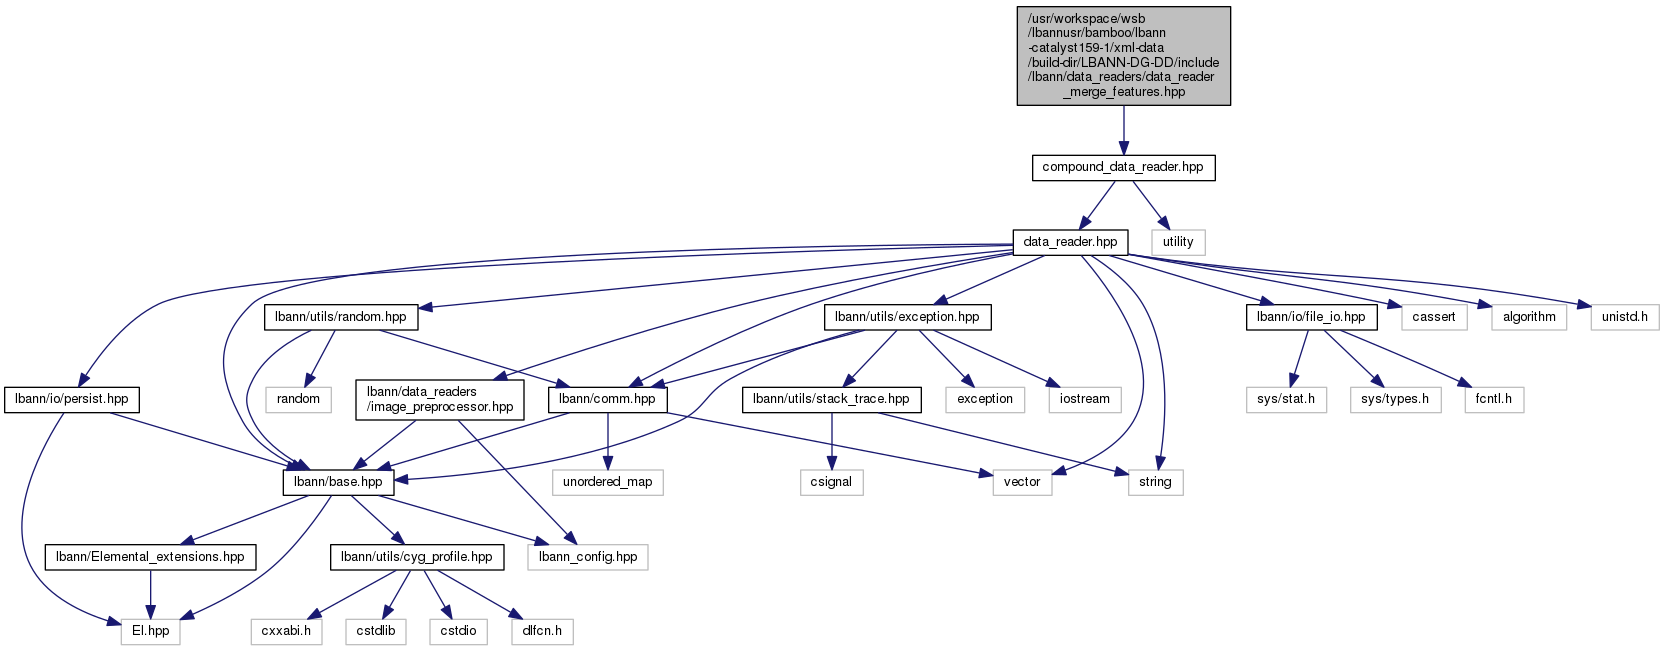 /usr/workspace/wsb
/lbannusr/bamboo/lbann
-catalyst159-1/xml-data
/build-dir/LBANN-DG-DD/include
/lbann/data_readers/data_reader
_merge_features.hpp
compound_data_reader.hpp
data_reader.hpp
utility
lbann/utils/random.hpp
lbann/utils/exception.hpp
lbann/io/file_io.hpp
cassert
algorithm
unistd.h
lbann/io/persist.hpp
random
lbann/data_readers
/image_preprocessor.hpp
lbann/comm.hpp
lbann/utils/stack_trace.hpp
exception
iostream
sys/stat.h
sys/types.h
fcntl.h
lbann/base.hpp
unordered_map
csignal
vector
string
lbann/Elemental_extensions.hpp
lbann/utils/cyg_profile.hpp
lbann_config.hpp
El.hpp
cxxabi.h
cstdlib
cstdio
dlfcn.h